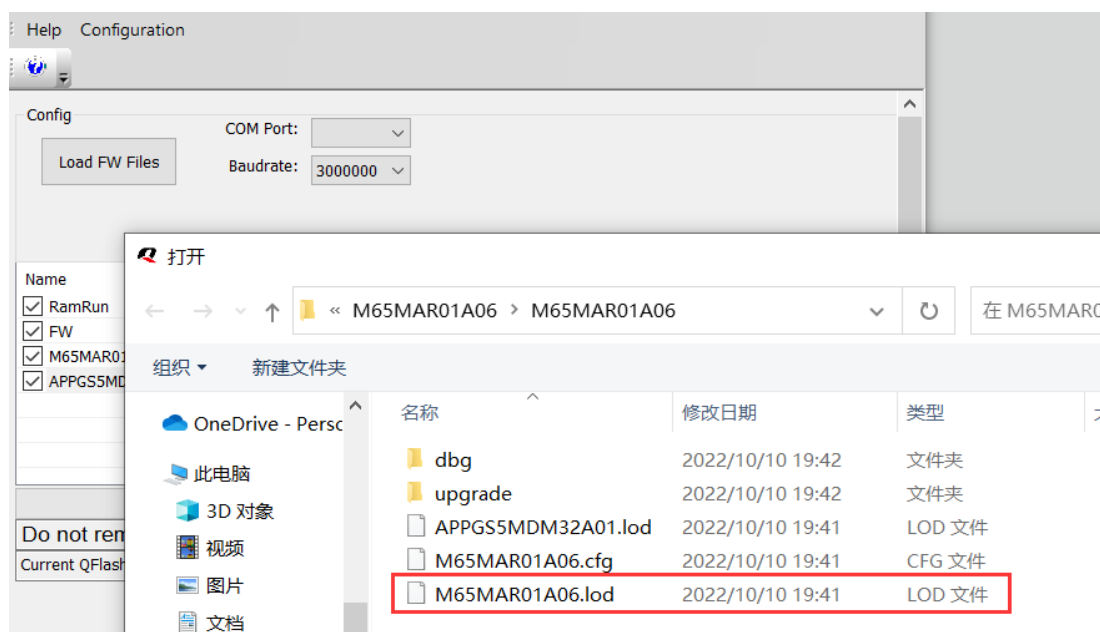 Help Configuration
Config
COM Port:
Load FW Files
Baudrate: 3000000
打开
Name
RamRun
FW
M65MAR01
APPGS5MD
« M65MAR01A06 > M65MAR01A06
在 M65MAR0
组织 新建文件夹
OneDrive - Persc
此电脑
3D 对象
视频
图片
文档
名称 修改日期 类型
dbg 2022/10/10 19:42 文件夹
upgrade 2022/10/10 19:42 文件夹
APPGS5MDM32A01.lod 2022/10/10 19:41 LOD 文件
M65MAR01A06.cfg 2022/10/10 19:41 CFG 文件
M65MAR01A06.lod 2022/10/10 19:41 LOD 文件
Do not rem
Current QFlash